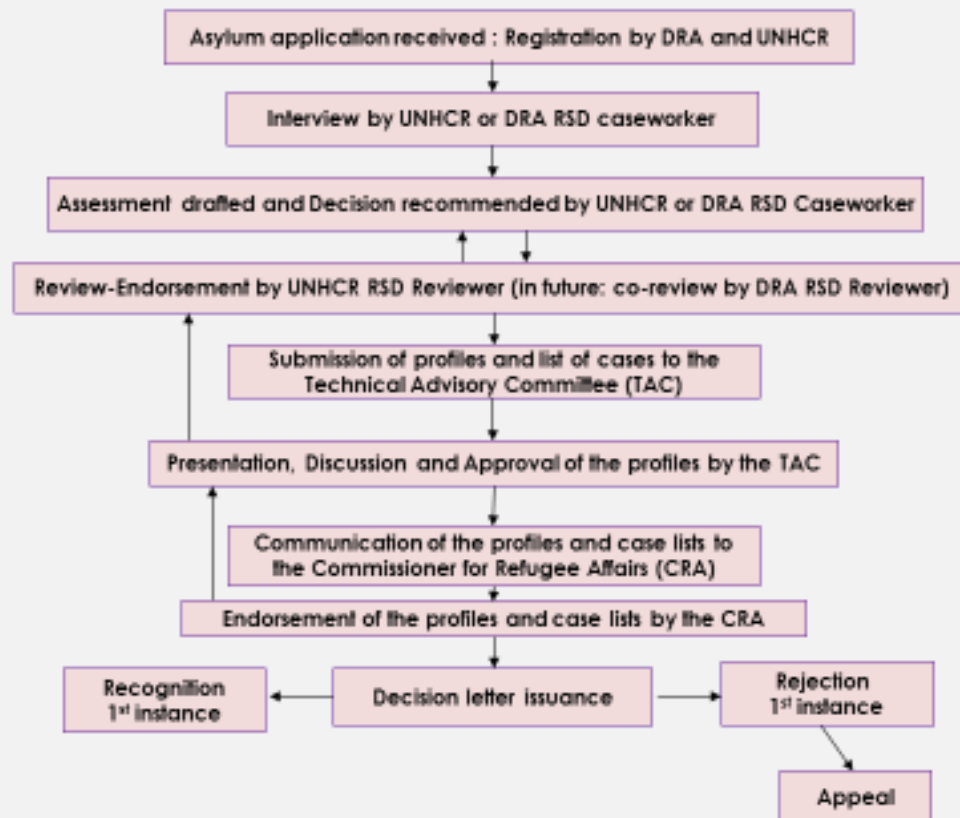 Asylum application received : Registration by DRA and UNHCR
Interview by UNHCR or DRA RSD caseworker
Assessment drafted and Decision recommended by UNHCR or DRA RSD Caseworker
Review-Endorsement by UNHCR RSD Reviewer (in future: co-review by DRA RSD Reviewer)
Submission of profiles and list of cases to the
Technical Advisory Committee (TAC)
Presentation, Discussion and Approval of the profiles by the TAC
Communication of the profiles and case lists to
the Commissioner for Refugee Affairs (CRA)
Endorsement of the profiles and case lists by the CRA
Recognition
1st instance
Decision letter issuance
Rejection
1st instance
Appeal